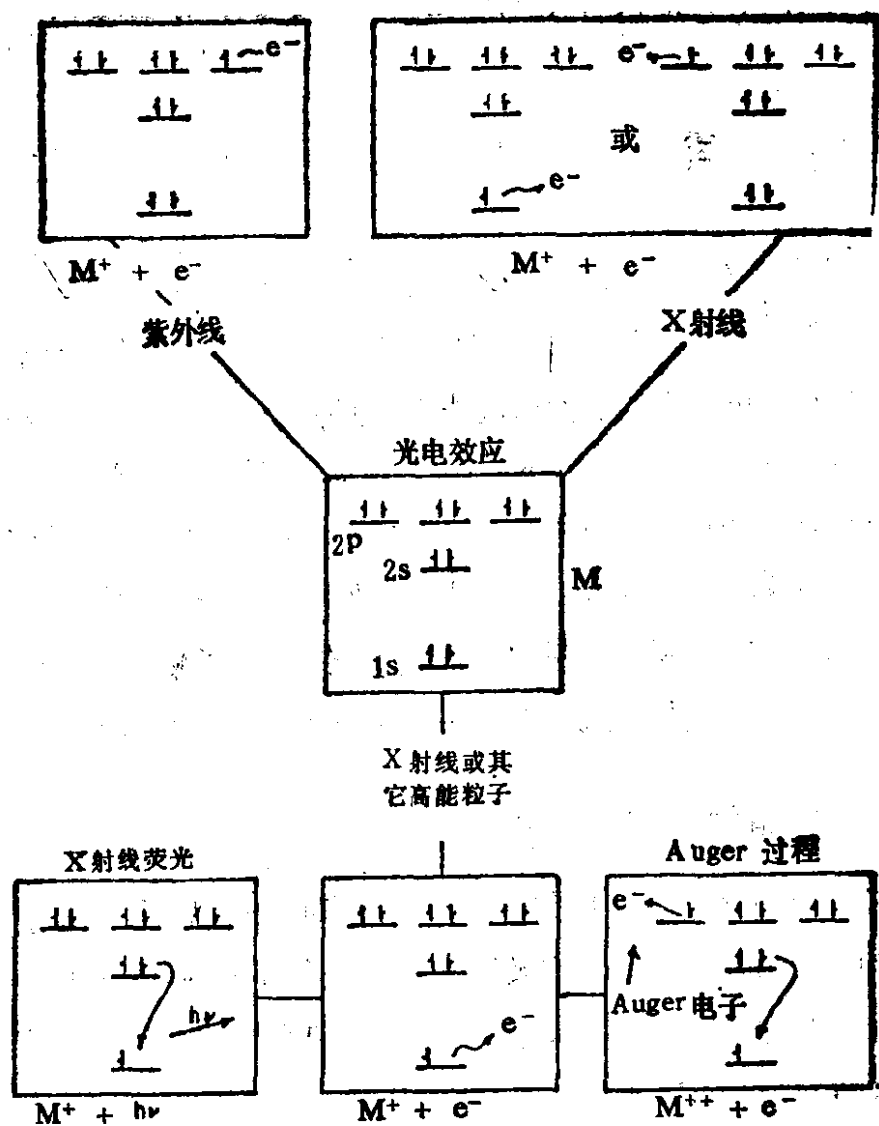 e⁻
e⁻
或
e⁻
M⁺ + e⁻
M⁺ + e⁻
紫外线
X射线
光电效应
2p
2s
M
1s
X射线或其
它高能粒子
X射线荧光
Auger 过程
e⁻
hν
e⁻
Auger电子
M⁺ + hν
M⁺ + e⁻
M⁺⁺ + e⁻